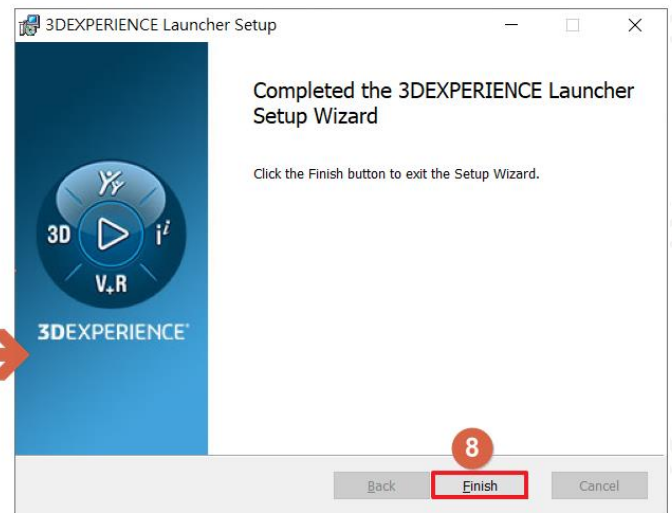 3DEXPERIENCE Launcher Setup
Completed the 3DEXPERIENCE Launcher
Setup Wizard
Click the Finish button to exit the Setup Wizard.
3D
i i
V+R
3DEXPERIENCE
8
Back Finish Cancel